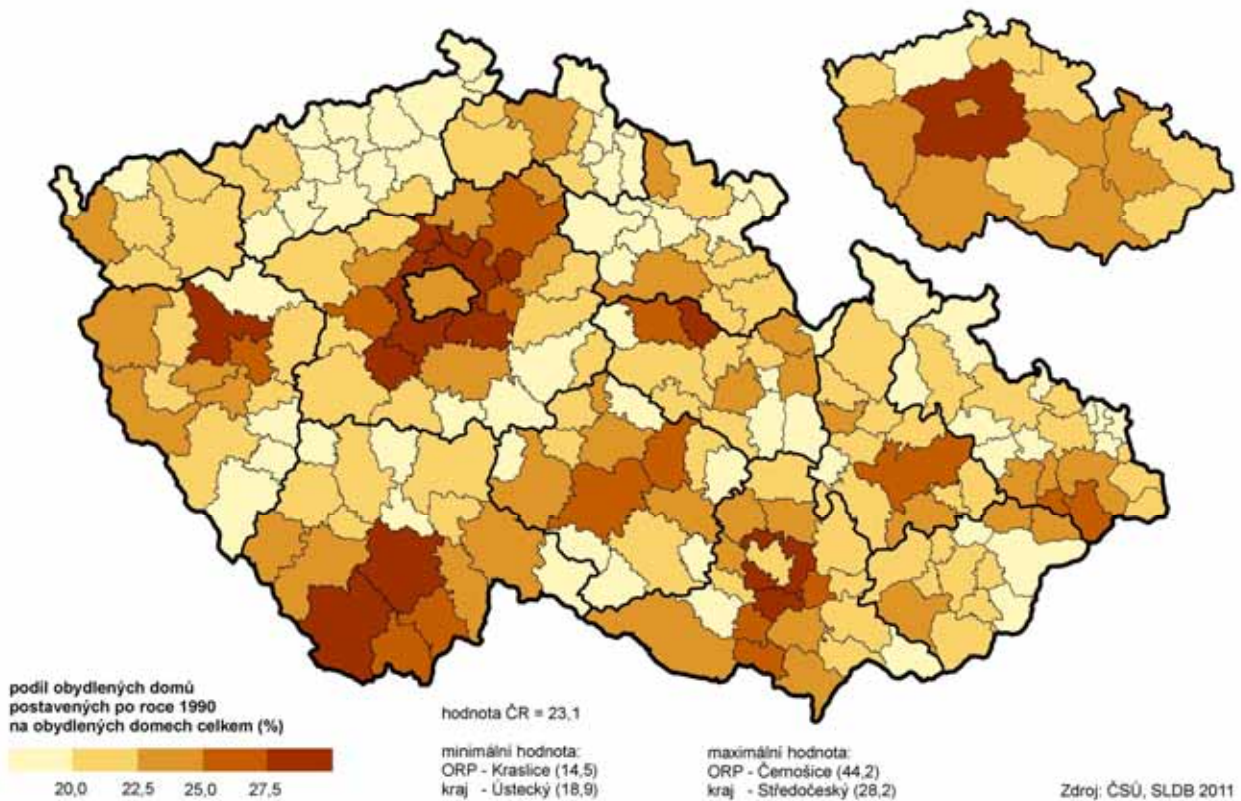 podíl obydlených domů
postavených po roce 1990
na obydlených domech celkem (%)
20,0 22,5 25,0 27,5
hodnota ČR = 23,1
minimální hodnota:
ORP - Kraslice (14,5)
kraj - Ústecký (18,9)
maximální hodnota:
ORP - Černošice (44,2)
kraj - Středočeský (28,2)
Zdroj: ČSÚ, SLDB 2011